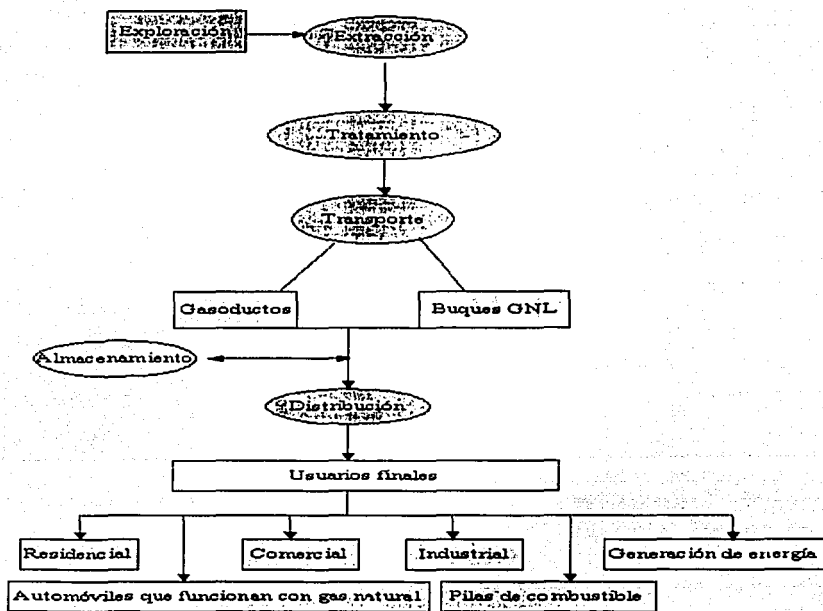 Exploración
Extracción
Tratamiento
Transporte
Gasoductos
Buques GNL
Almacenamiento
Distribución
Usuarios finales
Residencial
Comercial
Industrial
Generación de energía
Automóviles que funcionan con gas natural
Pilas de combustible